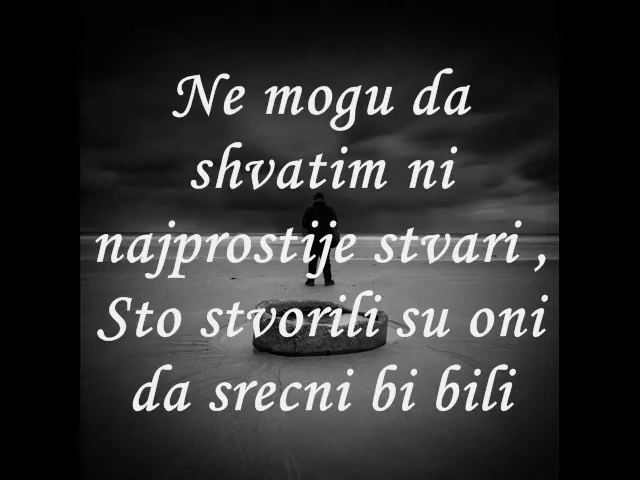 Ne mogu da
shvatim ni
najprostije stvari ,
Sto stvorili su oni
da srecni bi bili